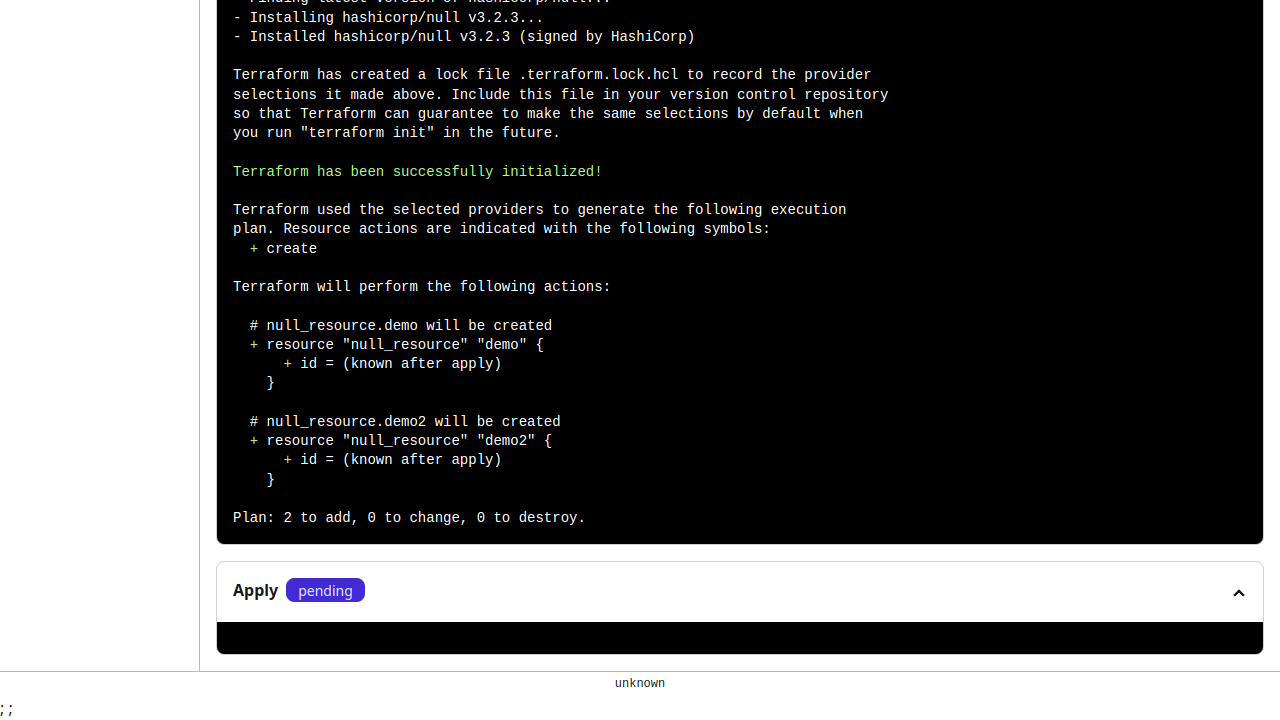 - Finding latest version of hashicorp/null...
- Installing hashicorp/null v3.2.3...
- Installed hashicorp/null v3.2.3 (signed by HashiCorp)

Terraform has created a lock file .terraform.lock.hcl to record the provider
selections it made above. Include this file in your version control repository
so that Terraform can guarantee to make the same selections by default when
you run "terraform init" in the future.

Terraform has been successfully initialized!

Terraform used the selected providers to generate the following execution
plan. Resource actions are indicated with the following symbols:
  + create

Terraform will perform the following actions:

  # null_resource.demo will be created
  + resource "null_resource" "demo" {
      + id = (known after apply)
    }

  # null_resource.demo2 will be created
  + resource "null_resource" "demo2" {
      + id = (known after apply)
    }

Plan: 2 to add, 0 to change, 0 to destroy.
Apply pending
unknown
;;